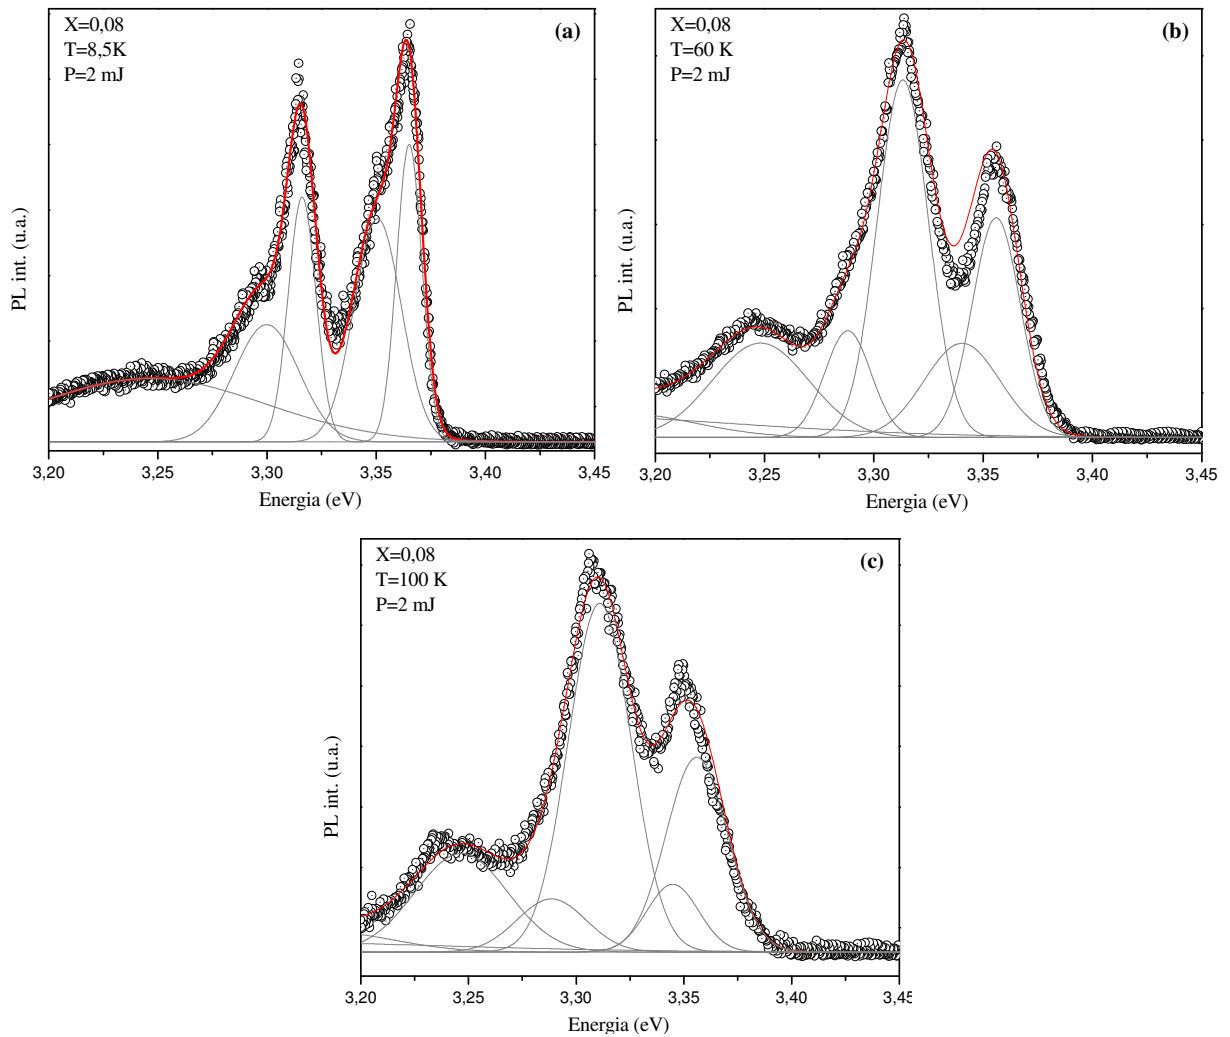 X=0,08
T=8,5K
P=2 mJ
(a)
PL int. (u.a.)
3,20 3,25 3,30 3,35 3,40 3,45
Energia (eV)
X=0,08
T=60 K
P=2 mJ
(b)
PL int. (u.a.)
3,20 3,25 3,30 3,35 3,40 3,45
Energia (eV)
X=0,08
T=100 K
P=2 mJ
(c)
PL int. (u.a.)
3,20 3,25 3,30 3,35 3,40 3,45
Energia (eV)